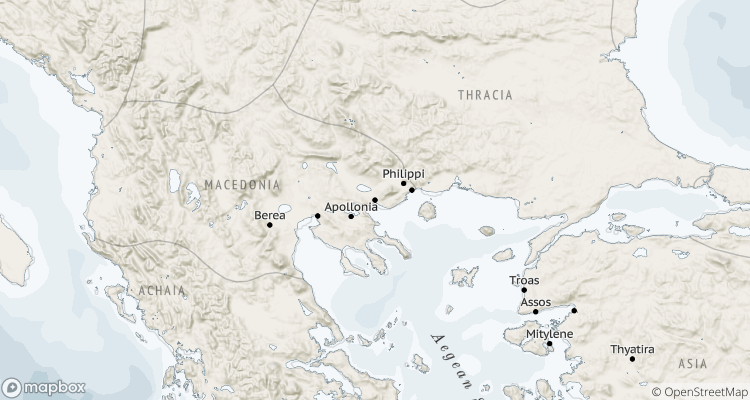 THRACIA
Philippi
MACEDONIA
Apollonia
Berea
Troas
ACHAIA
Assos
Mitylene
Aegean
Thyatira
ASIA
mapbox
© OpenStreetMap